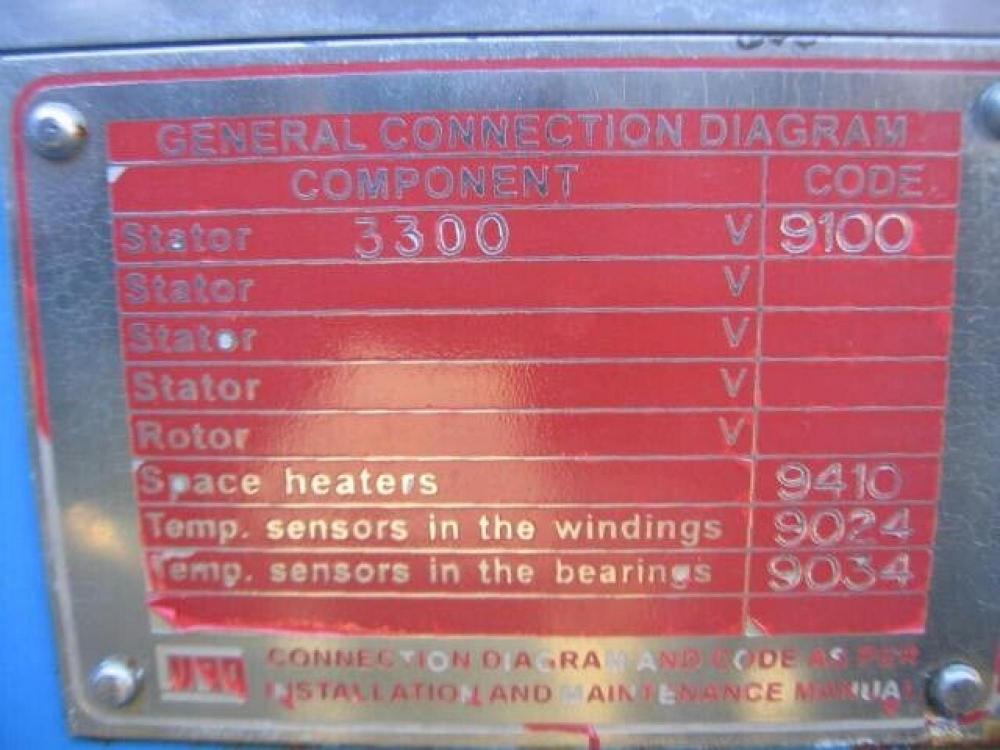 GENERAL CONNECTION DIAGRAM
COMPONENT CODE
Stator 3300 V 9100
Stator V
Stator V
Stator V
Rotor V
Space heaters 9410
Temp. sensors in the windings 9024
Temp. sensors in the bearings 9034
CONNECTION DIAGRAM AND CODE AS PER
INSTALLATION AND MAINTENANCE MANUAL